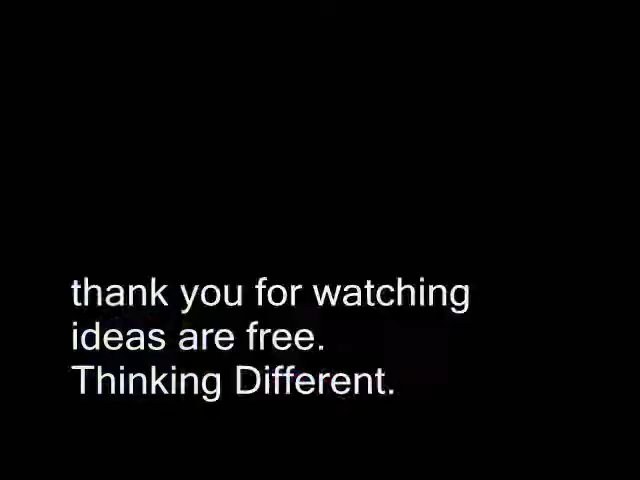 thank you for watching
ideas are free.
Thinking Different.